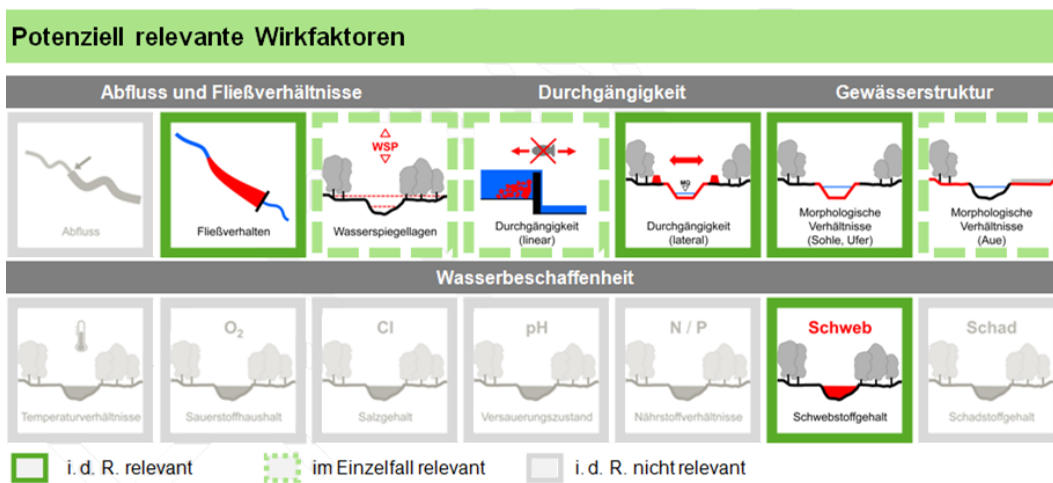 Potenziell relevante Wirkfaktoren
Abfluss und Fließverhältnisse
Durchgängigkeit
Gewässerstruktur
Abfluss
Fließverhalten
WSP
Wasserspiegellagen
Durchgängigkeit
(linear)
MQ
Durchgängigkeit
(lateral)
Morphologische
Verhältnisse
(Sohle, Ufer)
Morphologische
Verhältnisse
(Aue)
Wasserbeschaffenheit
Temperaturverhältnisse
O₂
Sauerstoffhaushalt
Cl
Salzgehalt
pH
Versauerungszustand
N / P
Nährstoffverhältnisse
Schweb
Schwebstoffgehalt
Schad
Schadstoffgehalt
i. d. R. relevant
im Einzelfall relevant
i. d. R. nicht relevant